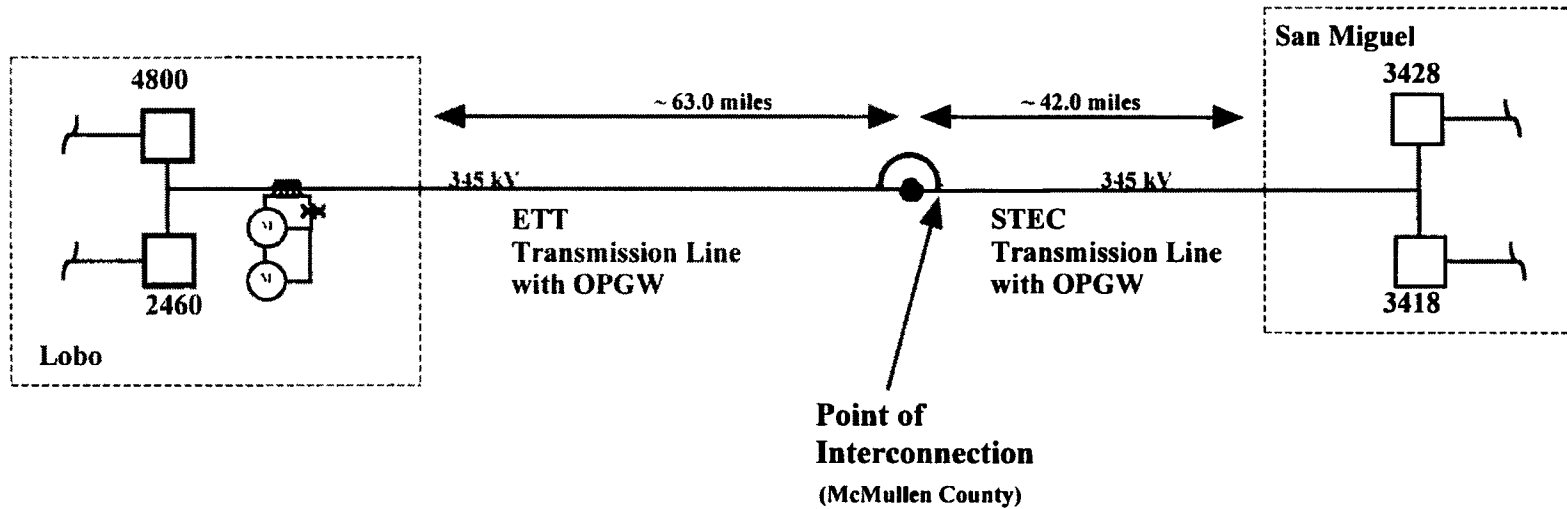 San Miguel
4800
3428
~ 63.0 miles
~ 42.0 miles
345 kV
345 kV
M
M
ETT
Transmission Line
with OPGW
STEC
Transmission Line
with OPGW
2460
3418
Lobo
Point of
Interconnection
(McMullen County)